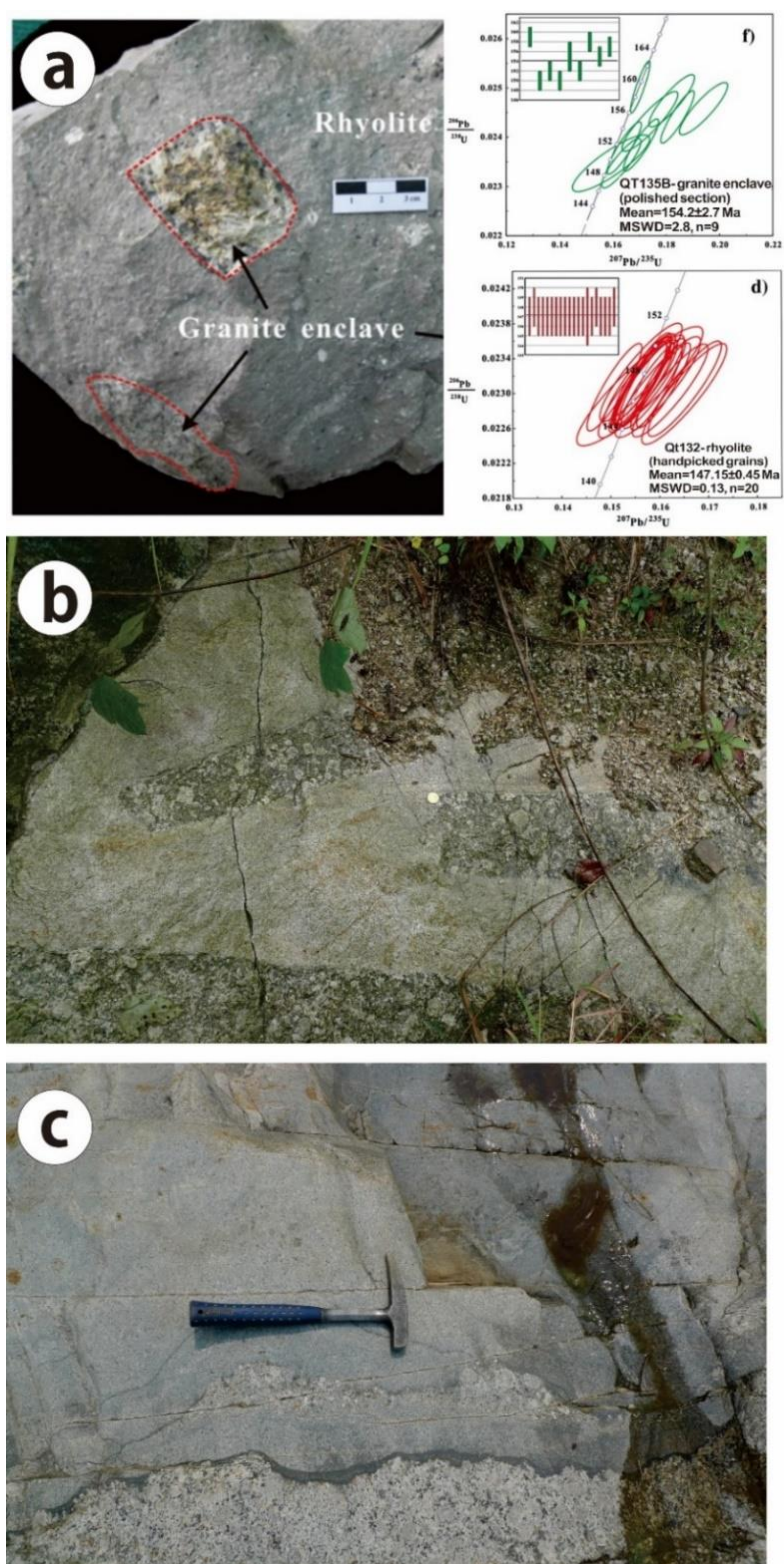 a
Rhyolite
1 2 3 cm
Granite enclave
f)
0.026
0.025
0.024
0.023
0.022
206Pb
238U
164
160
156
152
148
144
QT135B-granite enclave
(polished section)
Mean=154.2±2.7 Ma
MSWD=2.8, n=9
0.12 0.14 0.16 0.18 0.20 0.22
207Pb/235U
d)
0.0242
0.0238
0.0234
0.0230
0.0226
0.0218
206Pb
238U
152
140
Qt132-rhyolite
(handpicked grains)
Mean=147.15±0.45 Ma
MSWD=0.13, n=20
0.13 0.14 0.15 0.16 0.17 0.18
207Pb/235U
b
c